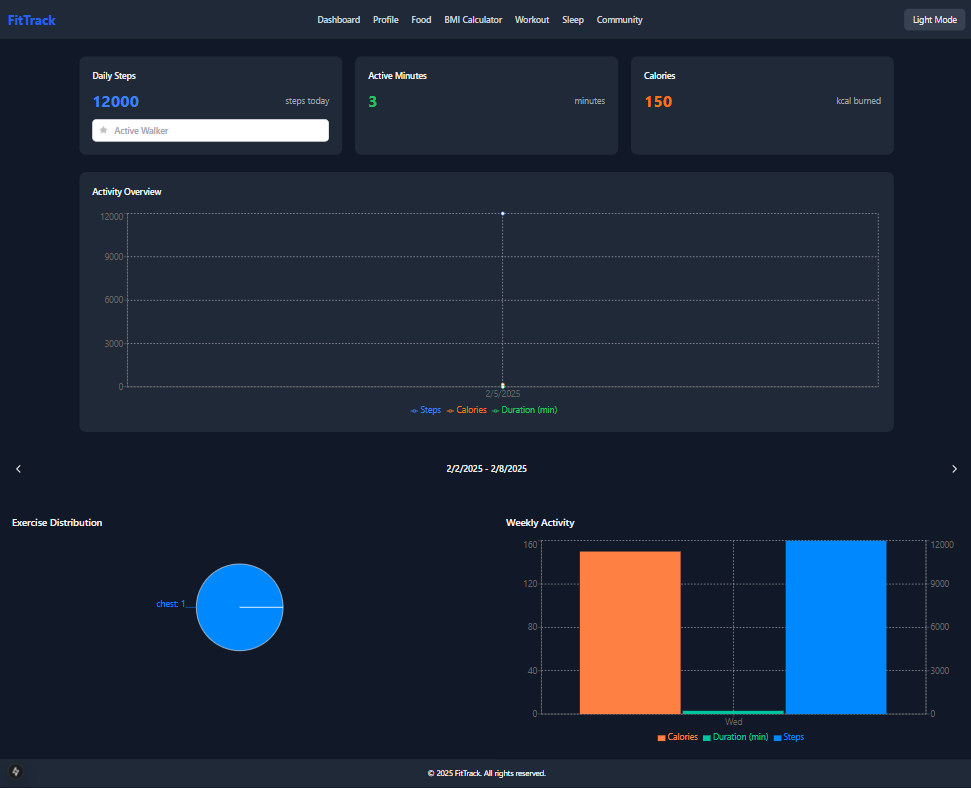 FitTrack
Dashboard Profile Food BMI Calculator Workout Sleep Community
Light Mode
Daily Steps
12000 steps today
Active Walker
Active Minutes
3 minutes
Calories
150 kcal burned
Activity Overview
12000
9000
6000
3000
0
2/5/2025
Steps Calories Duration (min)
2/2/2025 - 2/8/2025
Exercise Distribution
chest: 1
Weekly Activity
160 12000
120 9000
80 6000
40 3000
0 0
Wed
Calories Duration (min) Steps
© 2025 FitTrack. All rights reserved.